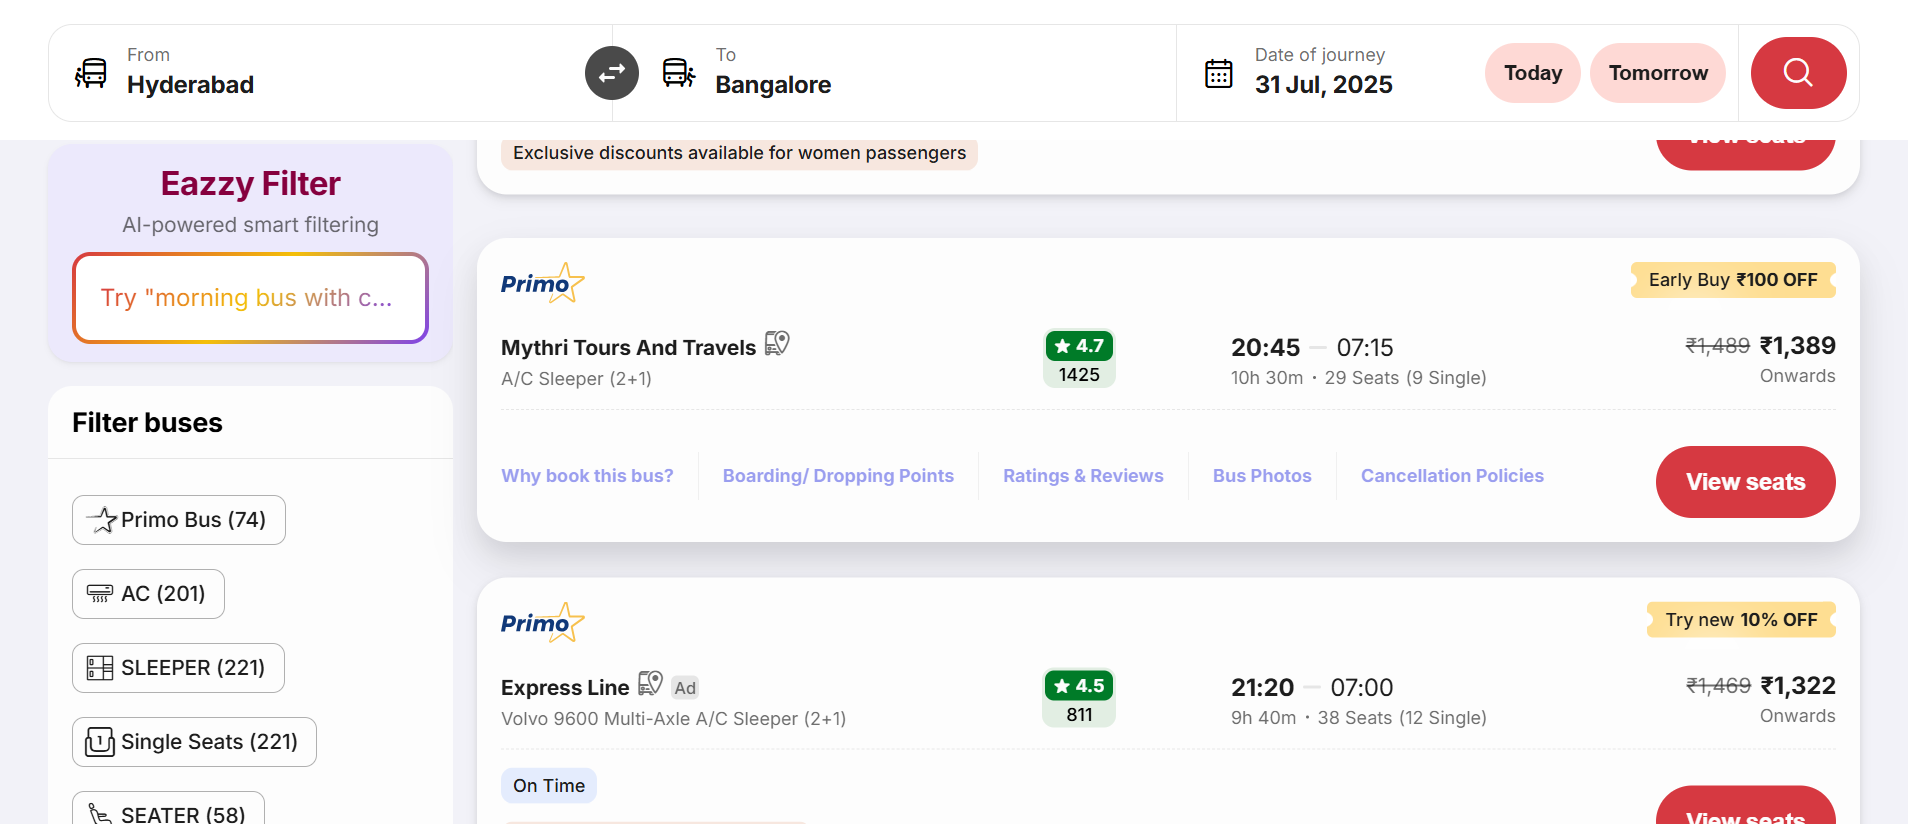 From
Hyderabad
To
Bangalore
Date of journey
31 Jul, 2025
Today
Tomorrow
Eazzy Filter
AI-powered smart filtering
Try "morning bus with c...
Filter buses
Primo Bus (74)
AC (201)
SLEEPER (221)
1 Single Seats (221)
SEATER (58)
Exclusive discounts available for women passengers
View seats
Primo
Early Buy ₹100 OFF
Mythri Tours And Travels
A/C Sleeper (2+1)
4.7
1425
20:45 — 07:15
10h 30m · 29 Seats (9 Single)
₹1,489 ₹1,389
Onwards
Why book this bus?
Boarding/ Dropping Points
Ratings & Reviews
Bus Photos
Cancellation Policies
View seats
Primo
Try new 10% OFF
Express Line Ad
Volvo 9600 Multi-Axle A/C Sleeper (2+1)
4.5
811
21:20 — 07:00
9h 40m · 38 Seats (12 Single)
₹1,469 ₹1,322
Onwards
On Time
View seats